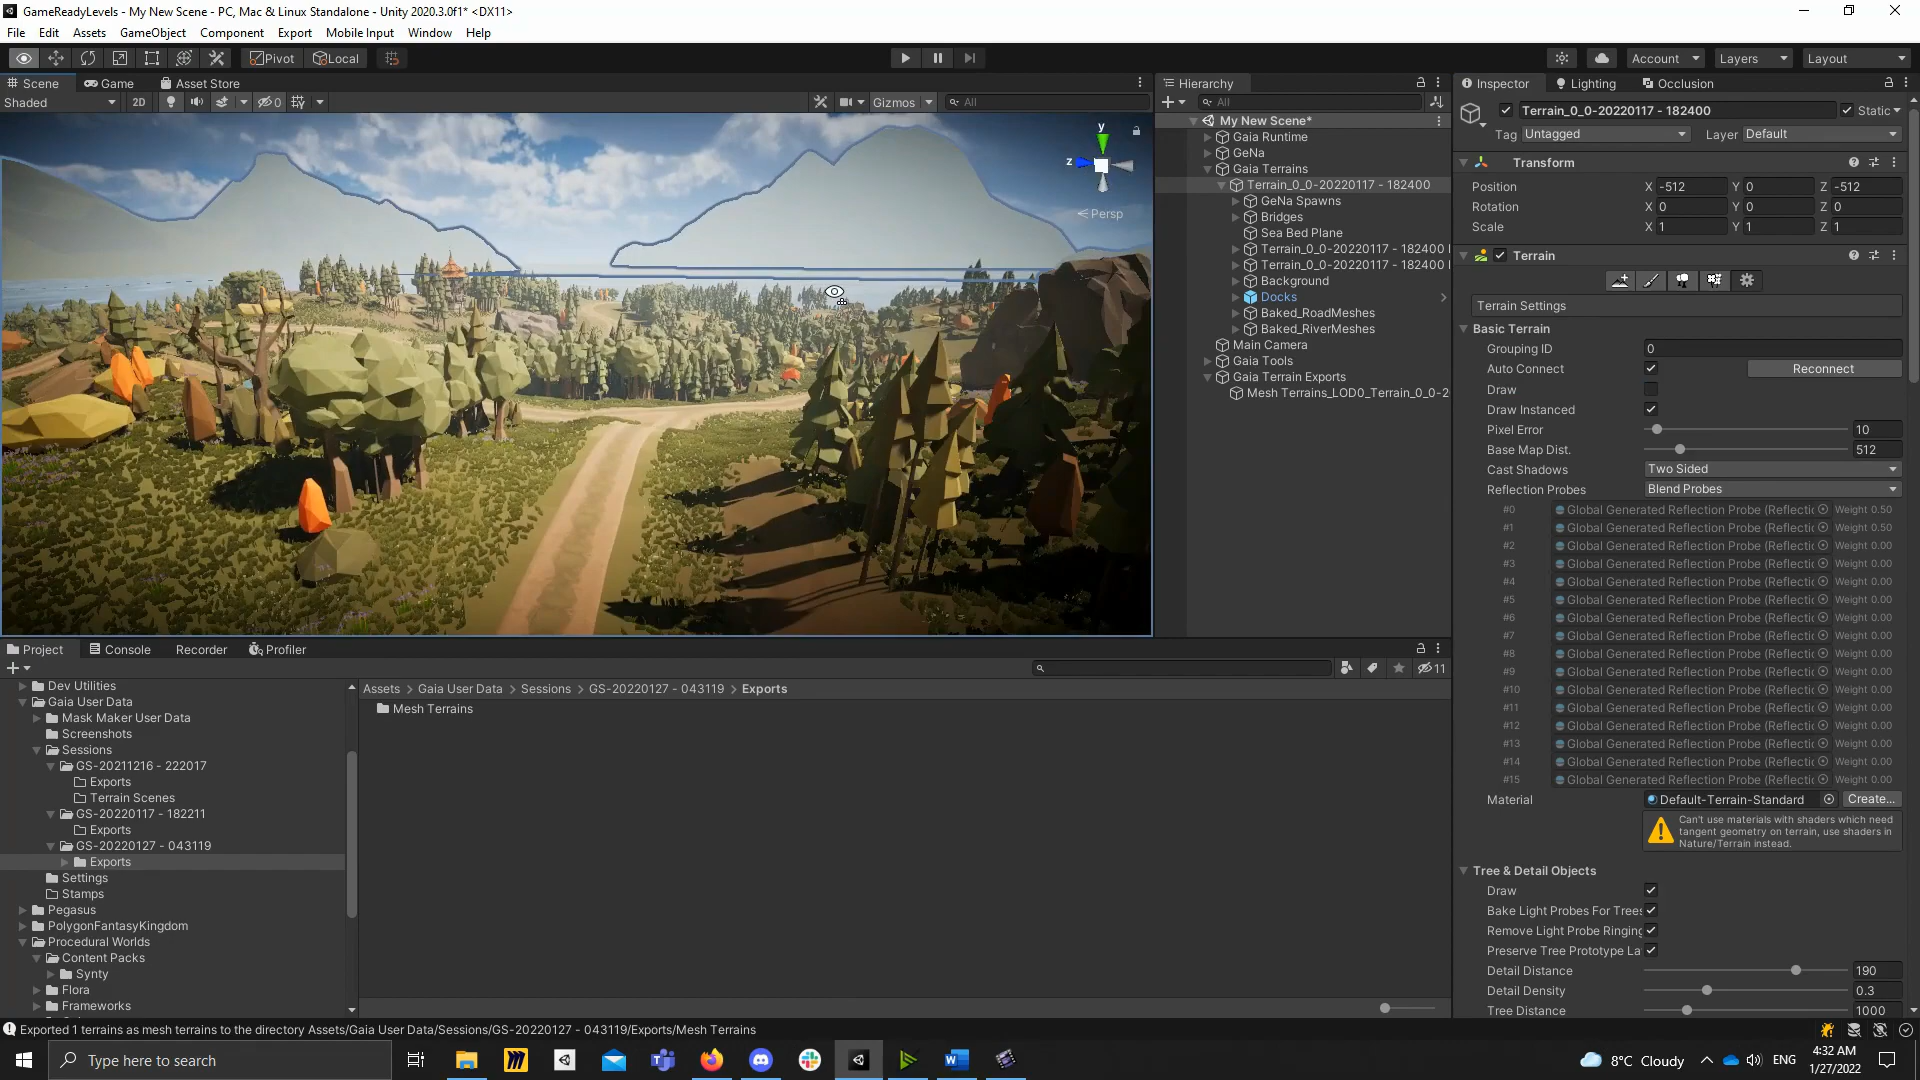 GameReadyLevels - My New Scene - PC, Mac & Linux Standalone - Unity 2020.3.0f1* <DX11>
File Edit Assets GameObject Component Export Mobile Input Window Help
Pivot Local Account Layers Layout
Scene Game Asset Store
Shaded 2D 0 Gizmos All
y
z
Persp
Hierarchy
All
My New Scene*
Gaia Runtime
GeNa
Gaia Terrains
Terrain_0_0-20220117 - 182400
GeNa Spawns
Bridges
Sea Bed Plane
Terrain_0_0-20220117 - 182400
Terrain_0_0-20220117 - 182400
Background
Docks
Baked_RoadMeshes
Baked_RiverMeshes
Main Camera
Gaia Tools
Gaia Terrain Exports
Mesh Terrains_LOD0_Terrain_0_0-2
Inspector Lighting Occlusion
Terrain_0_0-20220117 - 182400 Static
Tag Untagged Layer Default
Transform
Position X -512 Y 0 Z -512
Rotation X 0 Y 0 Z 0
Scale X 1 Y 1 Z 1
Terrain
Terrain Settings
Basic Terrain
Grouping ID 0
Auto Connect Reconnect
Draw
Draw Instanced
Pixel Error 10
Base Map Dist. 512
Cast Shadows Two Sided
Reflection Probes Blend Probes
#0 Global Generated Reflection Probe (Reflectic Weight 0.50
#1 Global Generated Reflection Probe (Reflectic Weight 0.50
#2 Global Generated Reflection Probe (Reflectic Weight 0.00
#3 Global Generated Reflection Probe (Reflectic Weight 0.00
#4 Global Generated Reflection Probe (Reflectic Weight 0.00
#5 Global Generated Reflection Probe (Reflectic Weight 0.00
#6 Global Generated Reflection Probe (Reflectic Weight 0.00
#7 Global Generated Reflection Probe (Reflectic Weight 0.00
#8 Global Generated Reflection Probe (Reflectic Weight 0.00
#9 Global Generated Reflection Probe (Reflectic Weight 0.00
#10 Global Generated Reflection Probe (Reflectic Weight 0.00
#11 Global Generated Reflection Probe (Reflectic Weight 0.00
#12 Global Generated Reflection Probe (Reflectic Weight 0.00
#13 Global Generated Reflection Probe (Reflectic Weight 0.00
#14 Global Generated Reflection Probe (Reflectic Weight 0.00
#15 Global Generated Reflection Probe (Reflectic Weight 0.00
Material Default-Terrain-Standard Create...
Can't use materials with shaders which need
tangent geometry on terrain, use shaders in
Nature/Terrain instead.
Tree & Detail Objects
Draw
Bake Light Probes For Trees
Remove Light Probe Ringing
Preserve Tree Prototype La
Detail Distance 190
Detail Density 0.3
Tree Distance 1000
Project Console Recorder Profiler
11
Dev Utilities
Gaia User Data
Mask Maker User Data
Screenshots
Sessions
GS-20211216 - 222017
Exports
Terrain Scenes
GS-20220117 - 182211
Exports
GS-20220127 - 043119
Exports
Settings
Stamps
Pegasus
PolygonFantasyKingdom
Procedural Worlds
Content Packs
Synty
Flora
Frameworks
Assets > Gaia User Data > Sessions > GS-20220127 - 043119 > Exports
Mesh Terrains
Exported 1 terrains as mesh terrains to the directory Assets/Gaia User Data/Sessions/GS-20220127 - 043119/Exports/Mesh Terrains
Type here to search
8°C Cloudy ENG
4:32 AM
1/27/2022